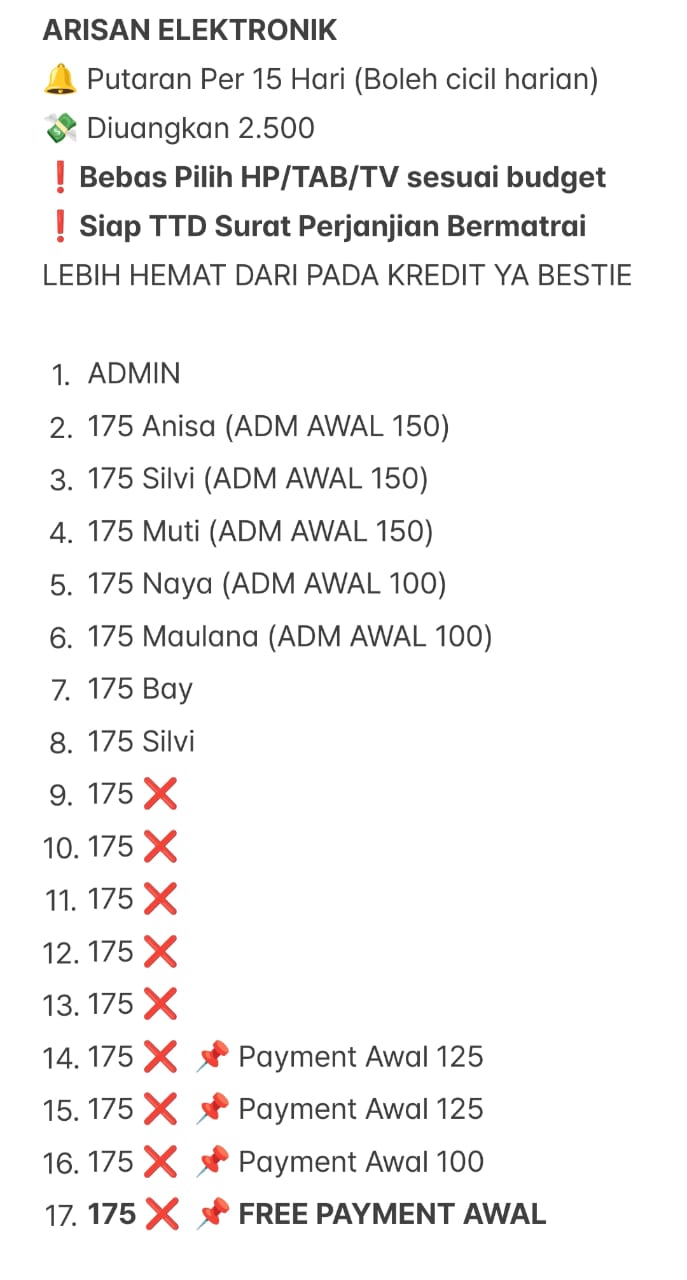 ARISAN ELEKTRONIK
🔔 Putaran Per 15 Hari (Boleh cicil harian)
💸 Diuangkan 2.500
❗Bebas Pilih HP/TAB/TV sesuai budget
❗Siap TTD Surat Perjanjian Bermatrai
LEBIH HEMAT DARI PADA KREDIT YA BESTIE
1. ADMIN
2. 175 Anisa (ADM AWAL 150)
3. 175 Silvi (ADM AWAL 150)
4. 175 Muti (ADM AWAL 150)
5. 175 Naya (ADM AWAL 100)
6. 175 Maulana (ADM AWAL 100)
7. 175 Bay
8. 175 Silvi
9. 175 ❌
10. 175 ❌
11. 175 ❌
12. 175 ❌
13. 175 ❌
14. 175 ❌ 📌 Payment Awal 125
15. 175 ❌ 📌 Payment Awal 125
16. 175 ❌ 📌 Payment Awal 100
17. 175 ❌ 📌 FREE PAYMENT AWAL